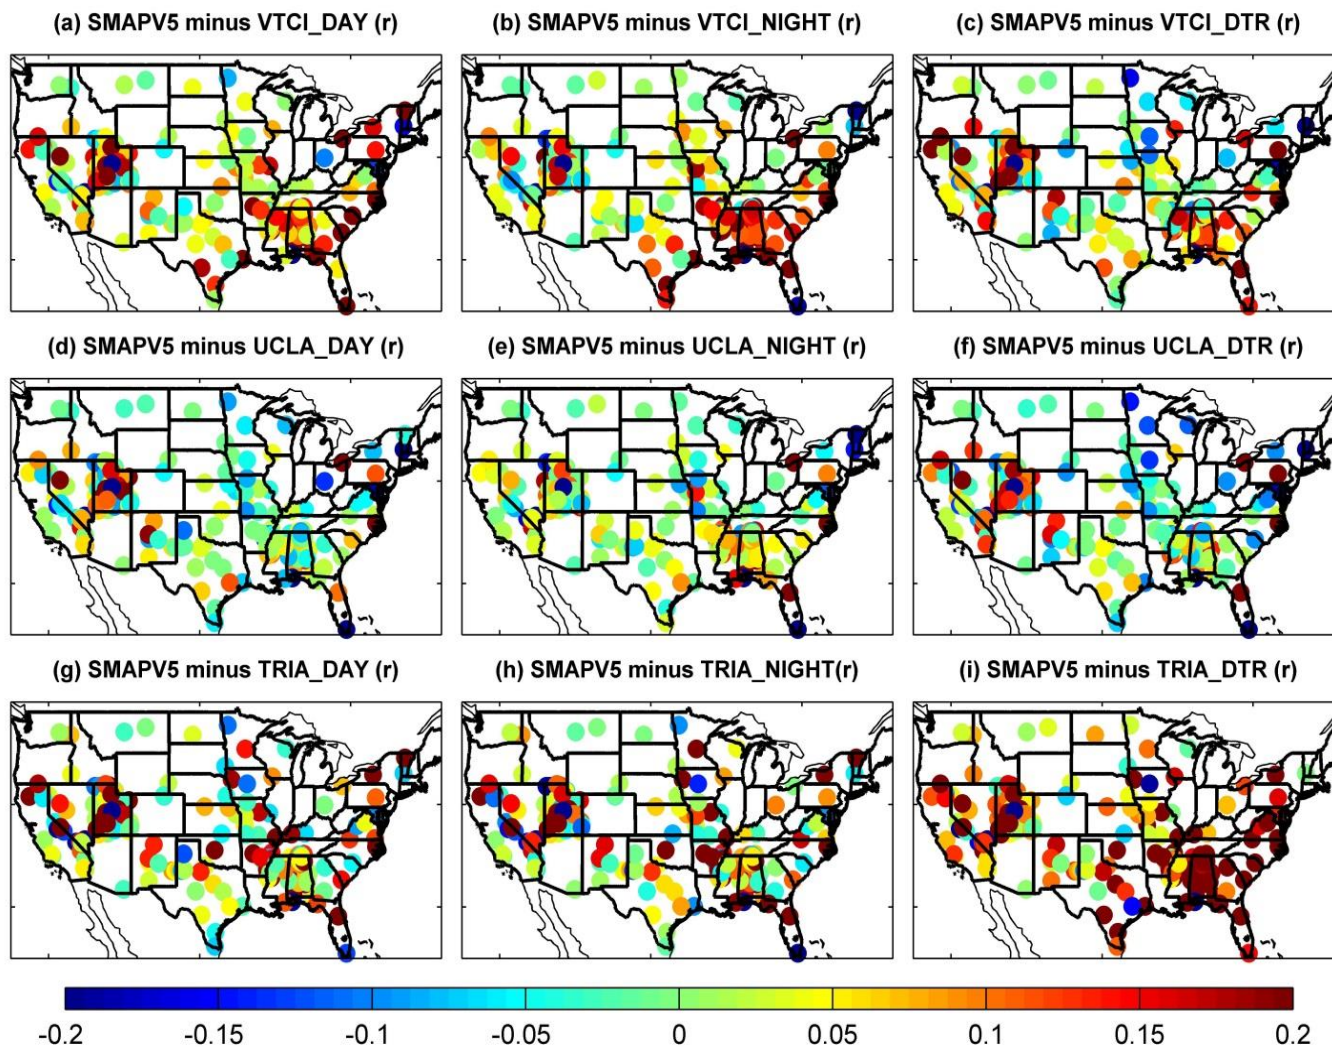 (a) SMAPV5 minus VTCI_DAY (r)
(b) SMAPV5 minus VTCI_NIGHT (r)
(c) SMAPV5 minus VTCI_DTR (r)
(d) SMAPV5 minus UCLA_DAY (r)
(e) SMAPV5 minus UCLA_NIGHT (r)
(f) SMAPV5 minus UCLA_DTR (r)
(g) SMAPV5 minus TRIA_DAY (r)
(h) SMAPV5 minus TRIA_NIGHT(r)
(i) SMAPV5 minus TRIA_DTR (r)
-0.2 -0.15 -0.1 -0.05 0 0.05 0.1 0.15 0.2